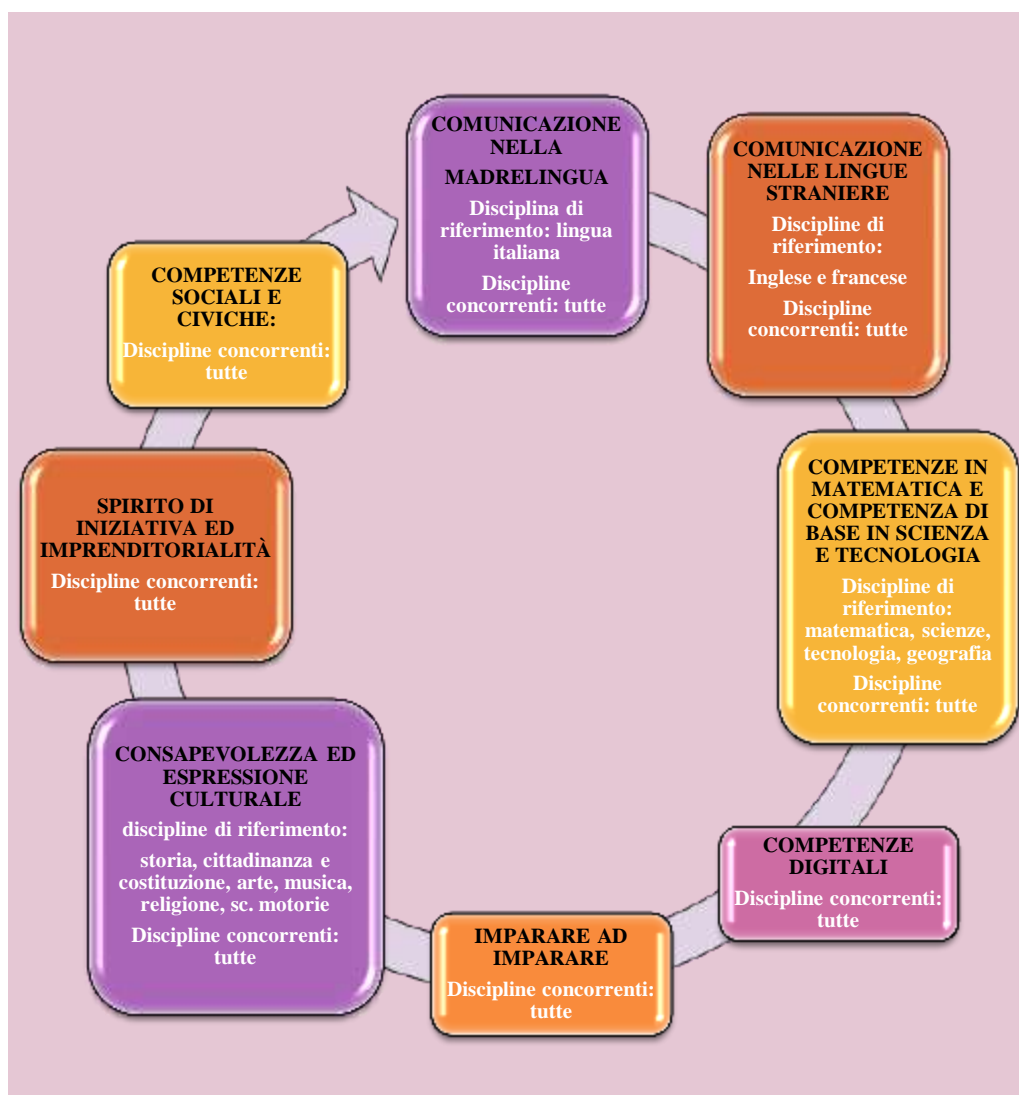 COMUNICAZIONE
NELLA
MADRELINGUA
Disciplina di
riferimento: lingua
italiana
Discipline
concorrenti: tutte
COMUNICAZIONE
NELLE LINGUE
STRANIERE
Discipline di
riferimento:
Inglese e francese
Discipline
concorrenti: tutte
COMPETENZE IN
MATEMATICA E
COMPETENZA DI
BASE IN SCIENZA
E TECNOLOGIA
Discipline di
riferimento:
matematica, scienze,
tecnologia, geografia
Discipline
concorrenti: tutte
COMPETENZE
DIGITALI
Discipline concorrenti:
tutte
IMPARARE AD
IMPARARE
Discipline concorrenti:
tutte
CONSAPEVOLEZZA ED
ESPRESSIONE
CULTURALE
discipline di riferimento:
storia, cittadinanza e
costituzione, arte, musica,
religione, sc. motorie
Discipline concorrenti:
tutte
SPIRITO DI
INIZIATIVA ED
IMPRENDITORIALITÀ
Discipline concorrenti:
tutte
COMPETENZE
SOCIALI E
CIVICHE:
Discipline concorrenti:
tutte